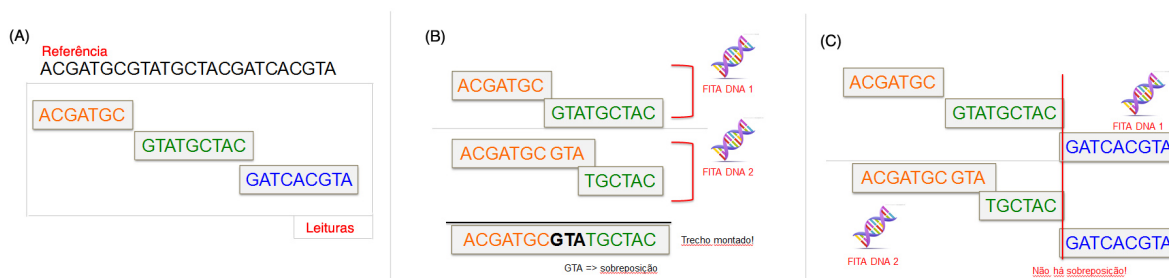 (A)
Referência
ACGATGCGTATGCTACGATCACGTA
ACGATGC
GTATGCTAC
GATCACGTA
Leituras
(B)
ACGATGC
GTATGCTAC
FITA DNA 1
ACGATGC GTA
TGCTAC
FITA DNA 2
ACGATGCGTATGCTAC
Trecho montado!
GTA => sobreposição
(C)
ACGATGC
GTATGCTAC
FITA DNA 1
GATCACGTA
ACGATGC GTA
TGCTAC
FITA DNA 2
GATCACGTA
Não há sobreposição!